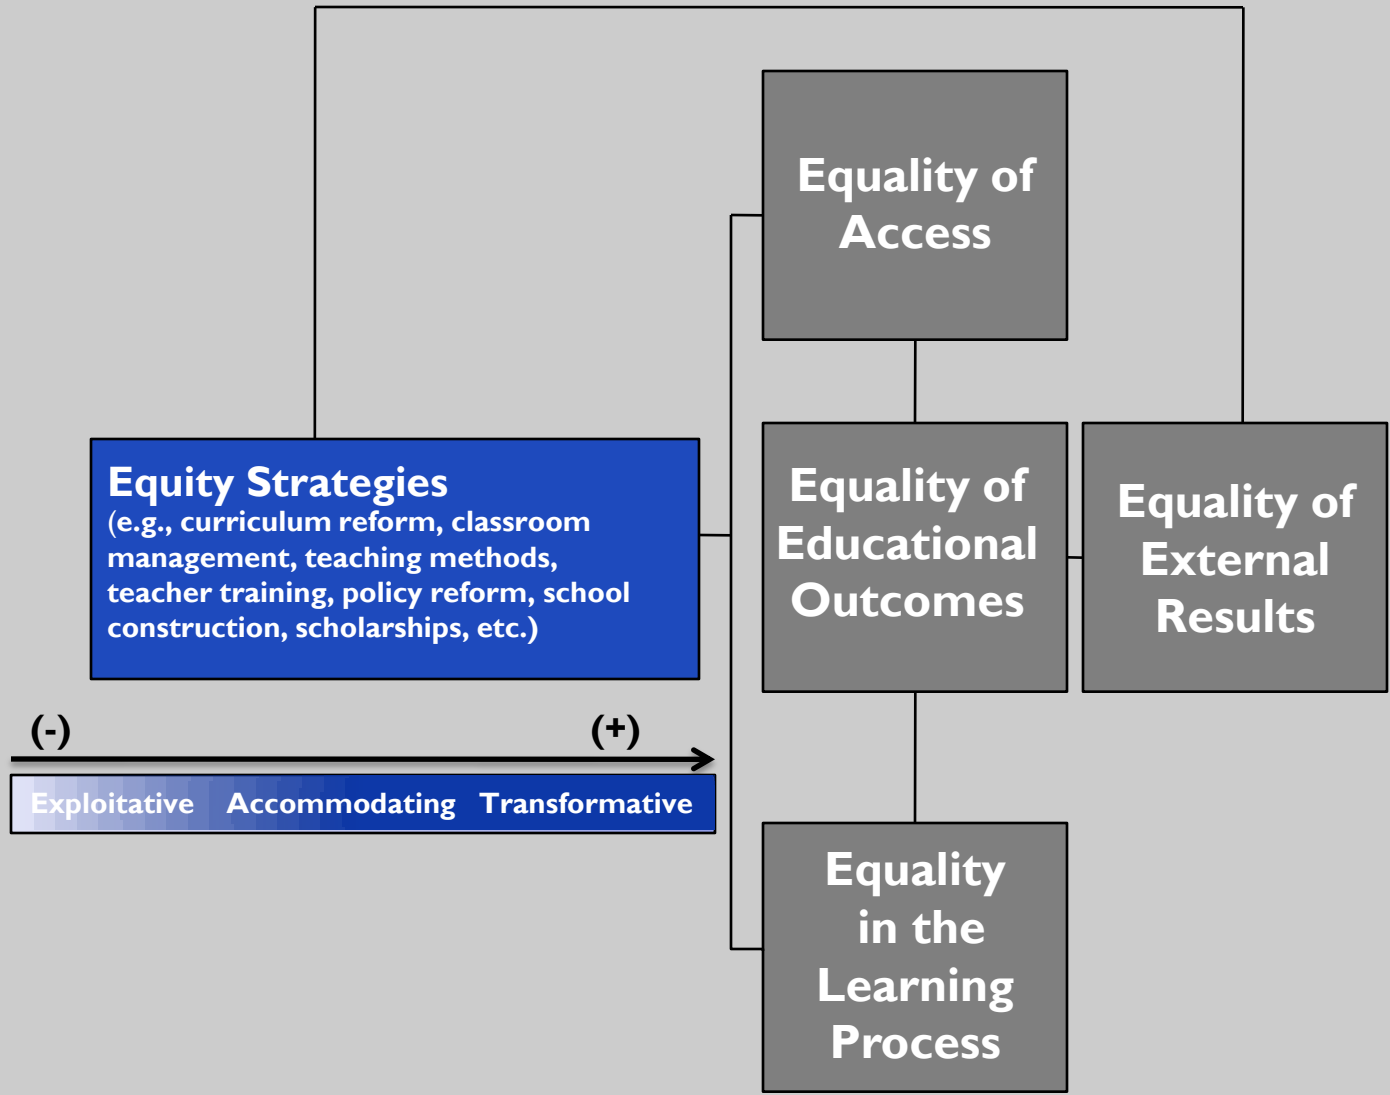 Equality of
Access
Equity Strategies
(e.g., curriculum reform, classroom
management, teaching methods,
teacher training, policy reform, school
construction, scholarships, etc.)
Equality of
Educational
Outcomes
Equality of
External
Results
(-)
(+)
Exploitative Accommodating Transformative
Equality
in the
Learning
Process